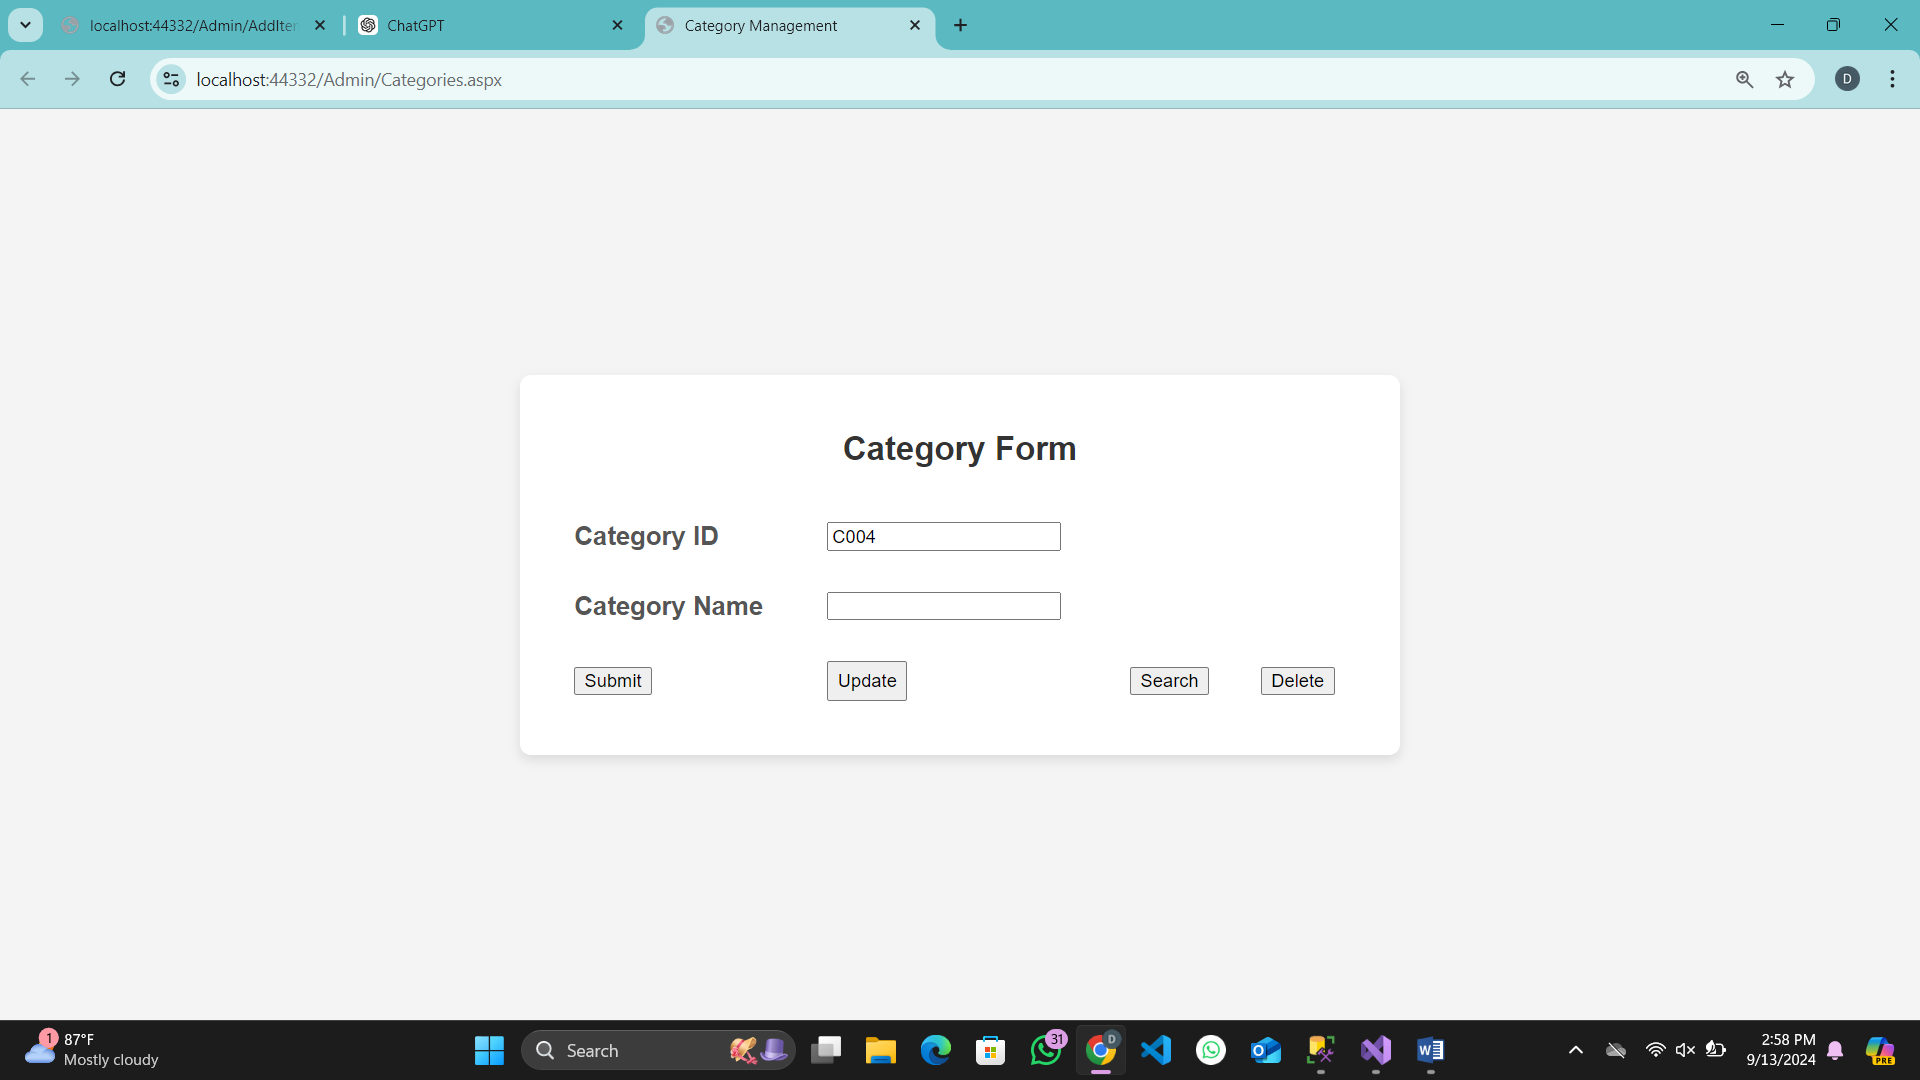 localhost:44332/Admin/AddIter
ChatGPT
Category Management
localhost:44332/Admin/Categories.aspx
D
Category Form
Category ID
C004
Category Name
Submit
Update
Search
Delete
1
87°F
Mostly cloudy
Search
31
D
2:58 PM
9/13/2024
PRE